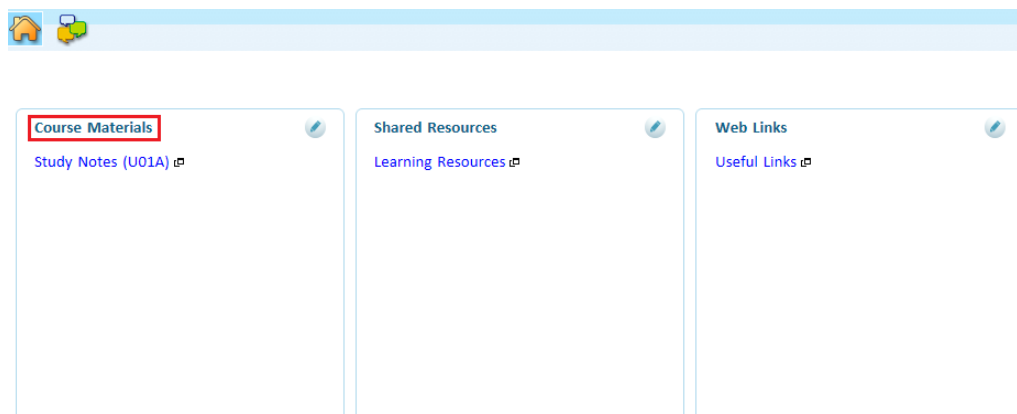 Course Materials
Study Notes (U01A)
Shared Resources
Learning Resources
Web Links
Useful Links